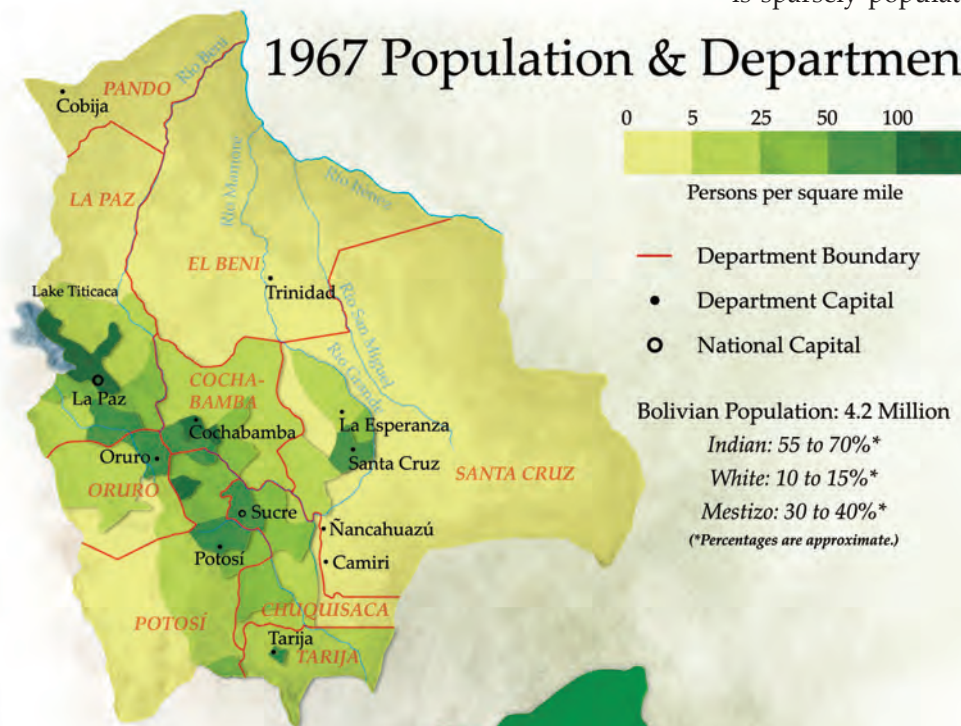 is sparsely populat
1967 Population & Departmen
0 5 25 50 100
Persons per square mile
Department Boundary
Department Capital
National Capital
Bolivian Population: 4.2 Million
Indian: 55 to 70%*
White: 10 to 15%*
Mestizo: 30 to 40%*
(*Percentages are approximate.)
Rio Beni
PANDO
Cobija
LA PAZ
Rio Mamore
EL BENI
Trinidad
Lake Titicaca
Rio San Miguel
Rio Grande
La Paz
COCHA-
BAMBA
Cochabamba
La Esperanza
Oruro
Santa Cruz
ORURO
SANTA CRUZ
Sucre
Ñancahuazú
Potosí
Camiri
POTOSÍ
CHUQUISACA
Tarija
TARIJA